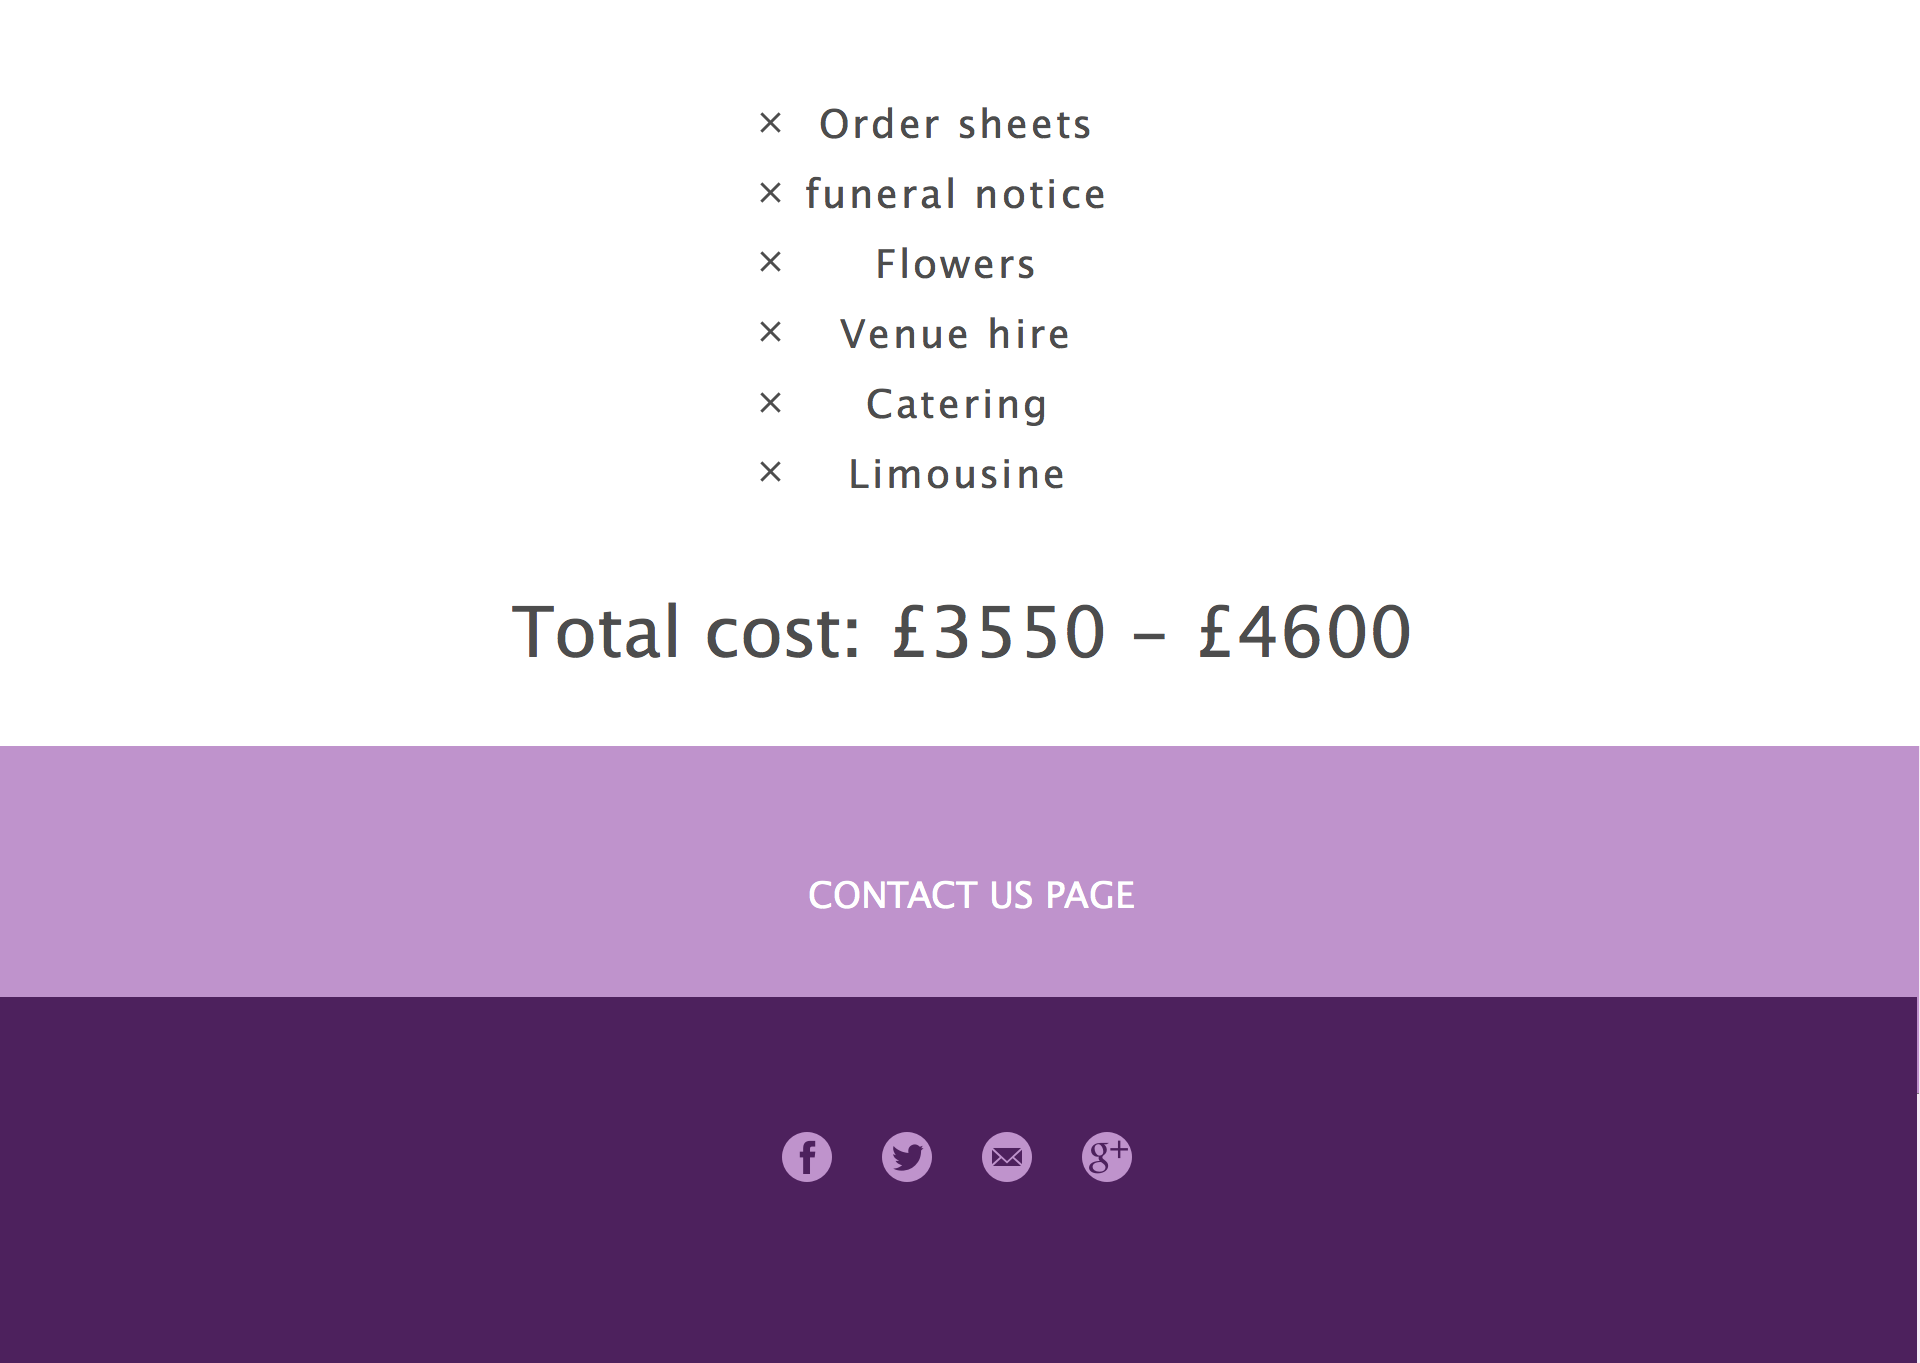 × Order sheets
× funeral notice
× Flowers
× Venue hire
× Catering
× Limousine
Total cost: £3550 – £4600
CONTACT US PAGE
f
g+